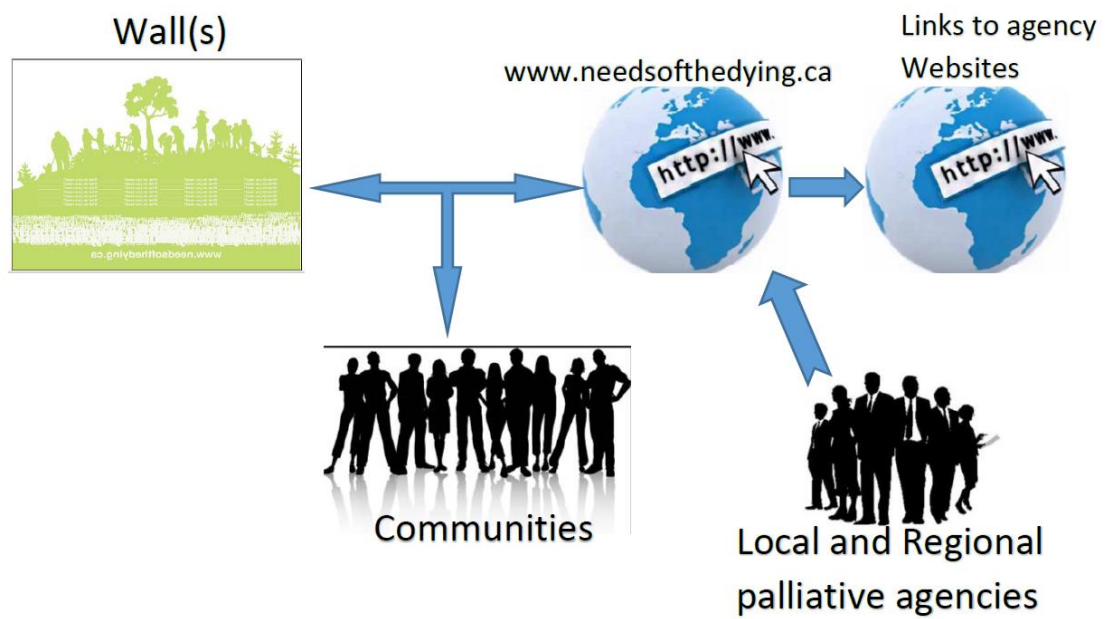 Wall(s)
www.needsofthedying.ca
Links to agency
Websites
www.needsofthedying.ca
http://www.
http://www.
Communities
Local and Regional
palliative agencies